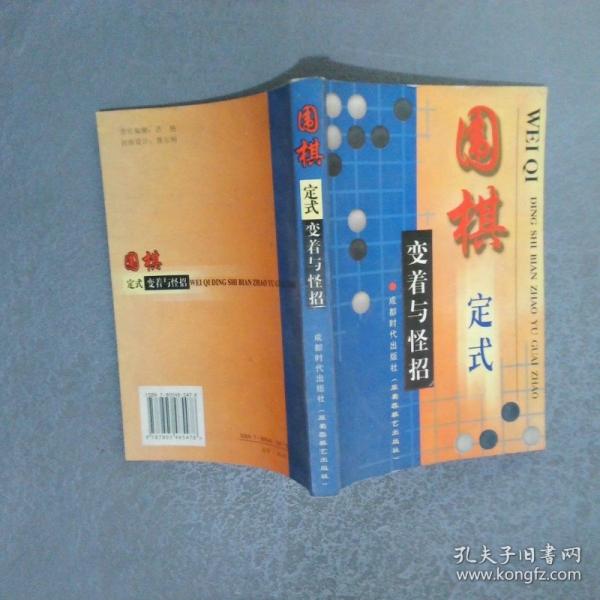 围棋
定式
变着与怪招
WEI QI
DING SHI BIAN ZHAO YU GUAI ZHAO
成都时代出版社
(原蜀蓉棋艺出版社)
围棋
定式
变着与怪招
成都时代出版社
(原蜀蓉棋艺出版社)
围棋
定式 变着与怪招 WEI QI DING SHI BIAN ZHAO YU
孔夫子旧书网
www.kongfz.com